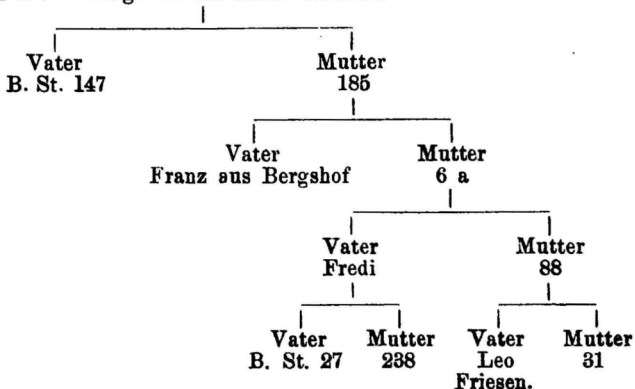 Vater Mutter
B. St. 147 185
Vater Mutter
Franz aus Bergshof 6 a
Vater Mutter
Fredi 88
Vater Mutter Vater Mutter
B. St. 27 238 Leo 31
Friesen.